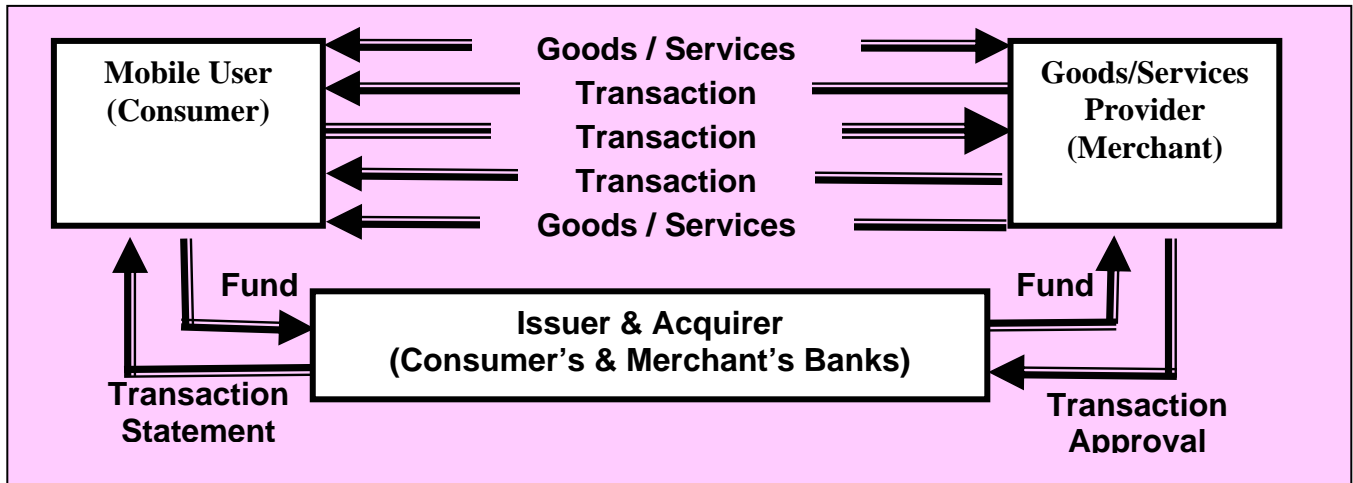 Mobile User
(Consumer)
Goods / Services
Transaction
Transaction
Transaction
Goods / Services
Goods/Services
Provider
(Merchant)
Fund
Fund
Issuer & Acquirer
(Consumer’s & Merchant’s Banks)
Transaction
Statement
Transaction
Approval